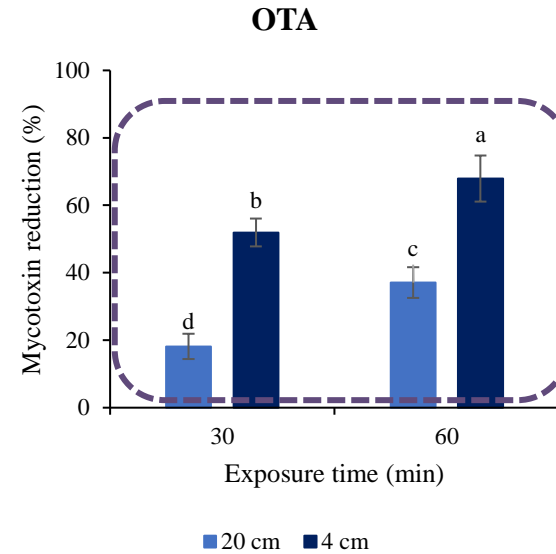 OTA
Mycotoxin reduction (%)
100
80
60
40
20
0
d
b
c
a
30
60
Exposure time (min)
20 cm
4 cm